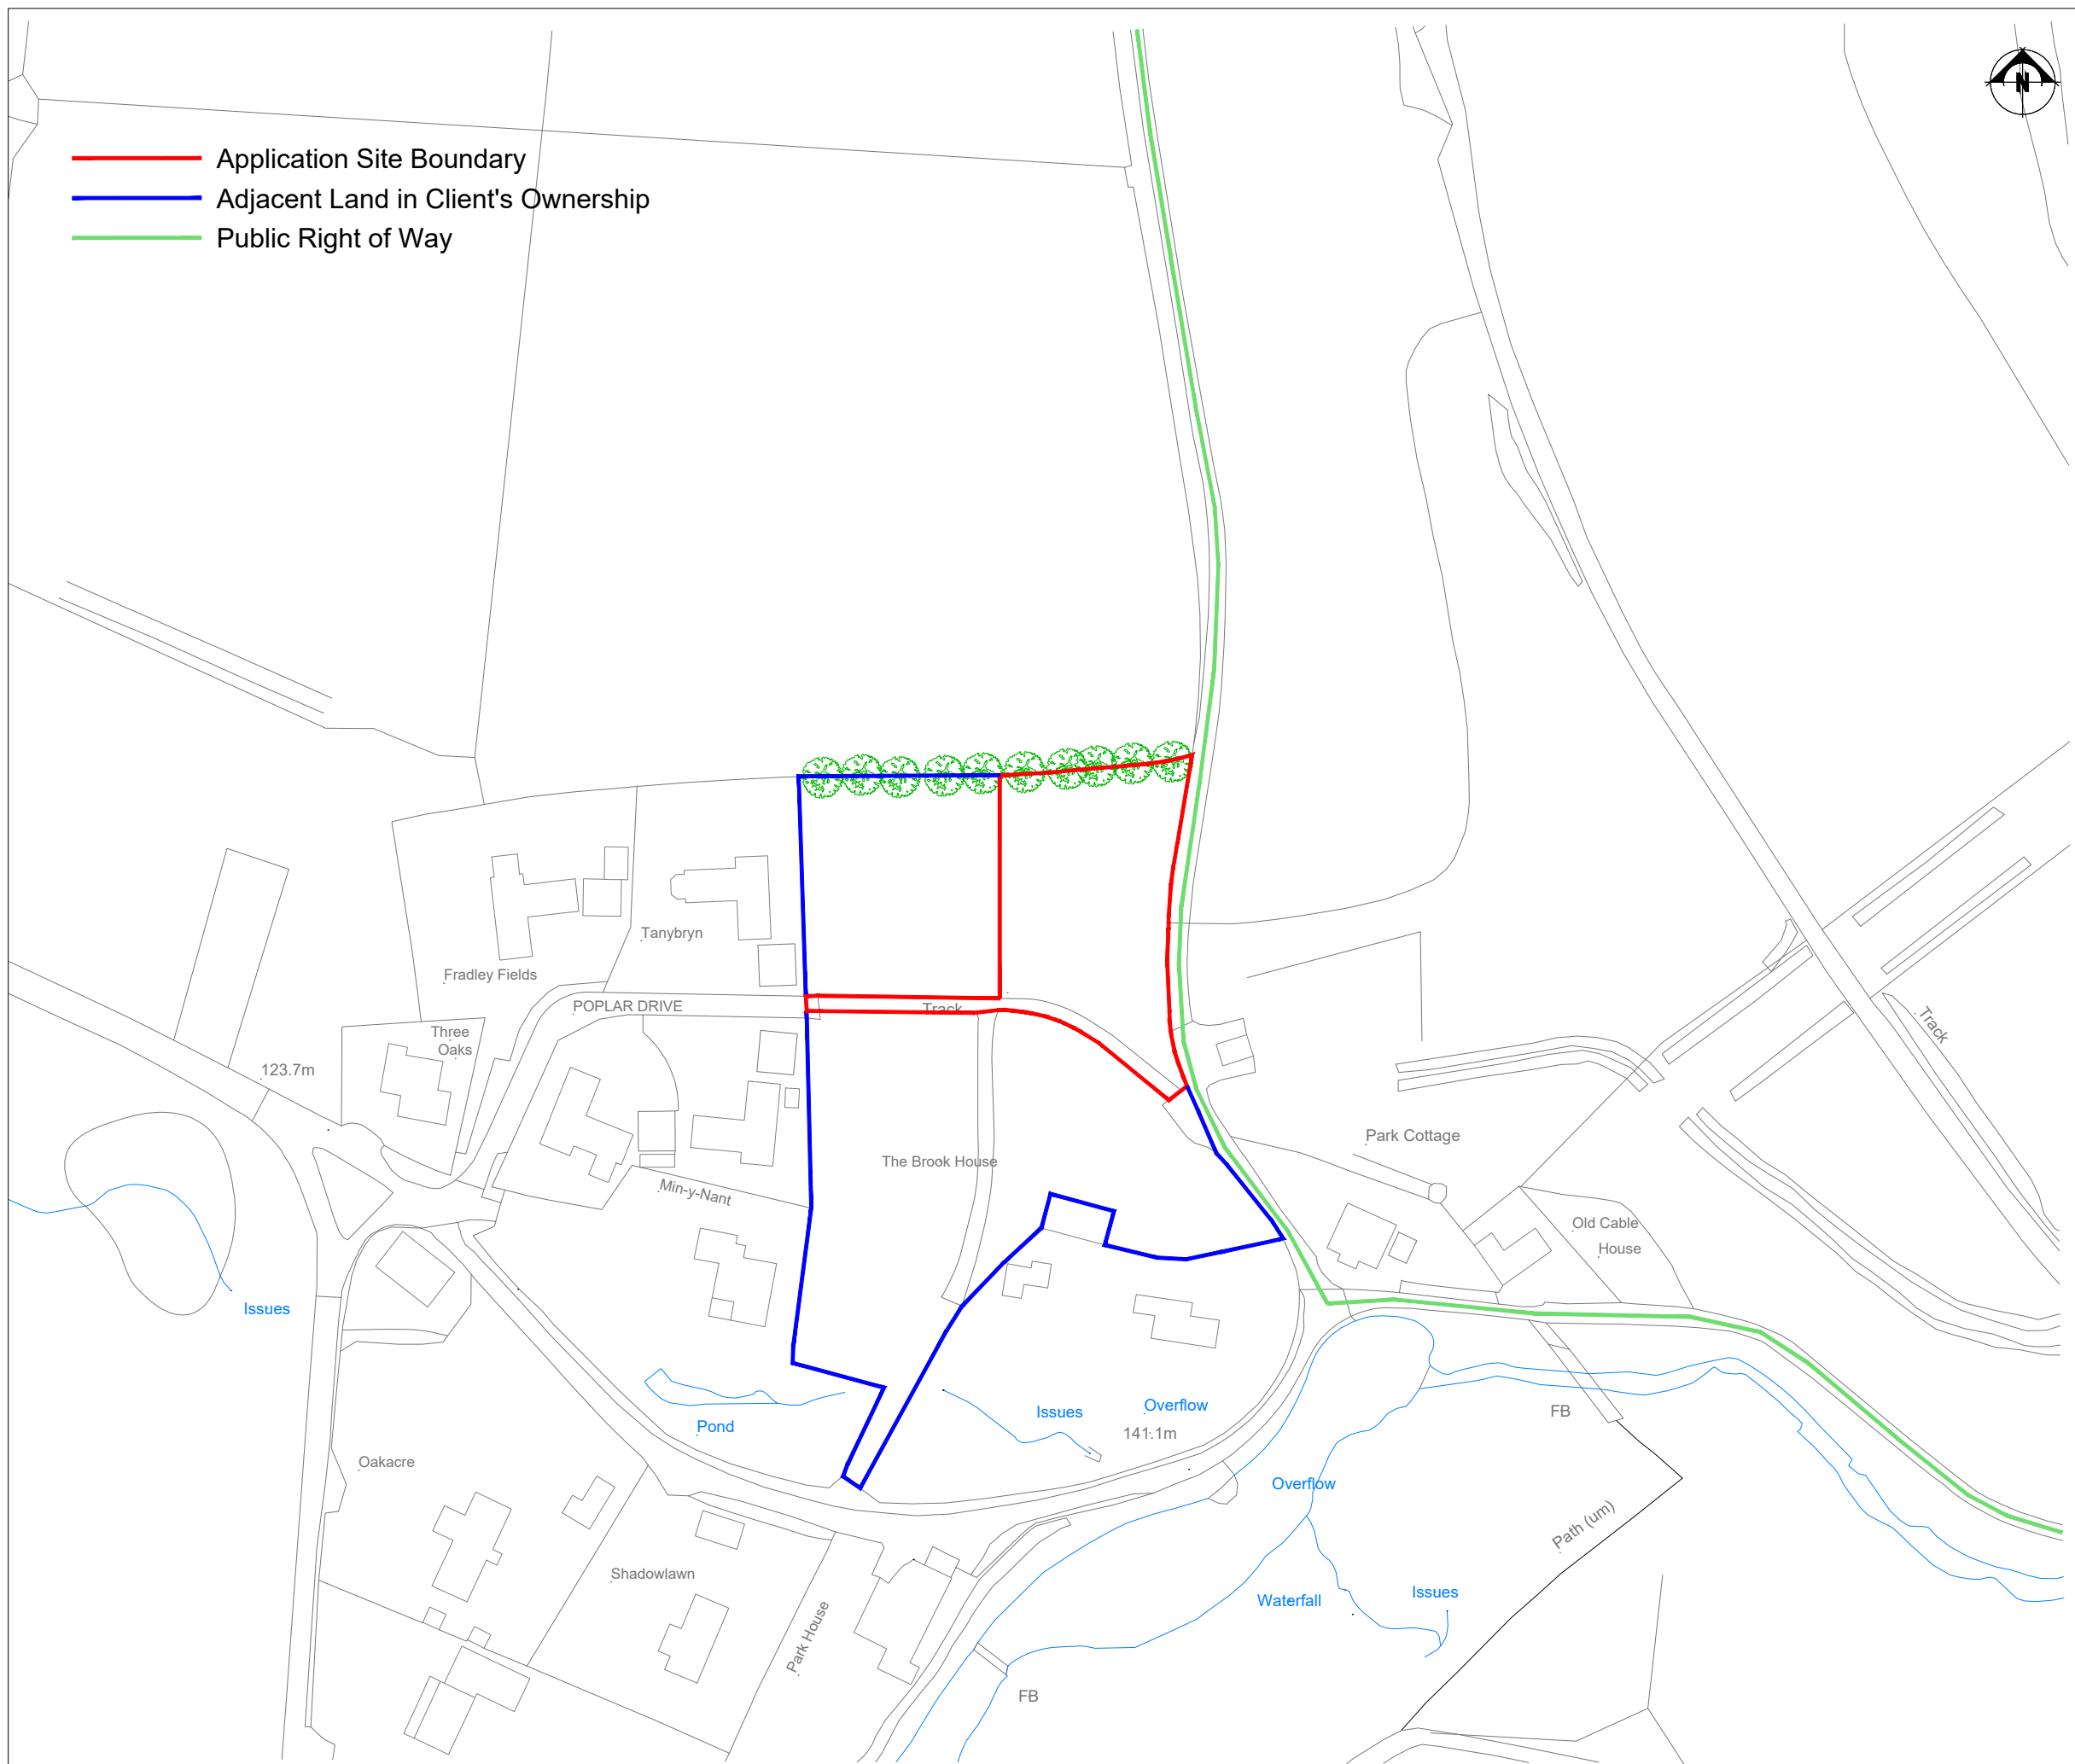 N
Application Site Boundary
Adjacent Land in Client's Ownership
Public Right of Way
Tanybryn
Fradley Fields
POPLAR DRIVE
Track
Three
Oaks
123.7m
Track
Park Cottage
The Brook House
Min-y-Nant
Old Cable
House
Issues
Pond
Issues
Overflow
141.1m
FB
Oakacre
Overflow
Path (um)
Shadowlawn
Park House
Waterfall
Issues
FB